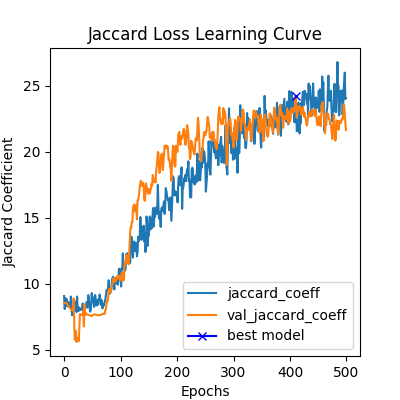 Jaccard Loss Learning Curve
Jaccard Coefficient
25
20
15
10
5
jaccard_coeff
val_jaccard_coeff
best model
0
100
200
300
400
500
Epochs